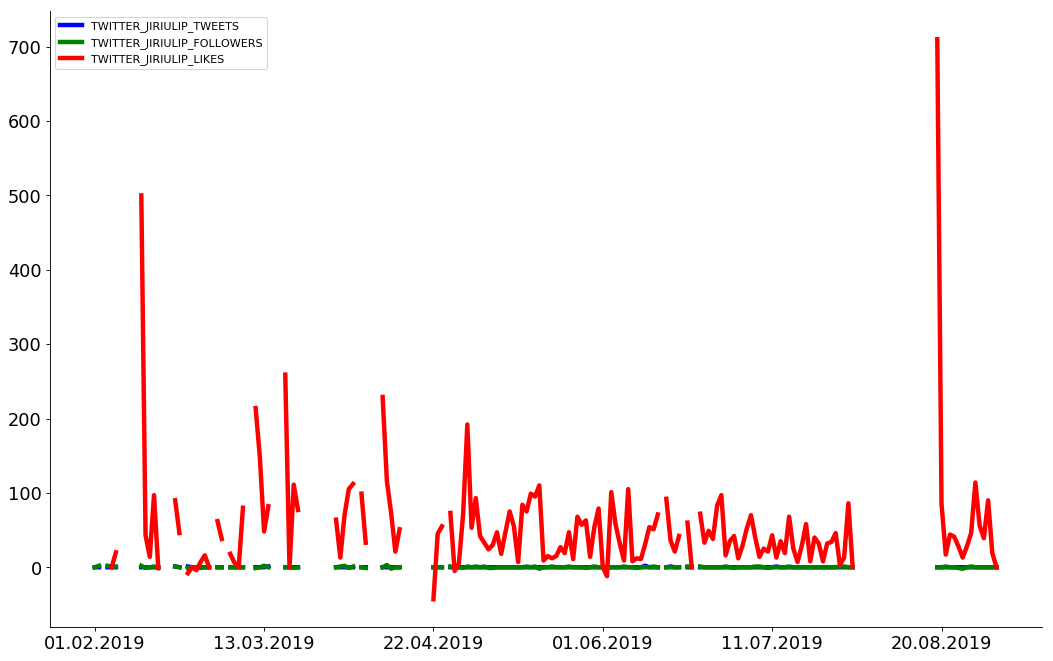 TWITTER_JIRIULIP_TWEETS
TWITTER_JIRIULIP_FOLLOWERS
TWITTER_JIRIULIP_LIKES
700
600
500
400
300
200
100
0
01.02.2019 13.03.2019 22.04.2019 01.06.2019 11.07.2019 20.08.2019